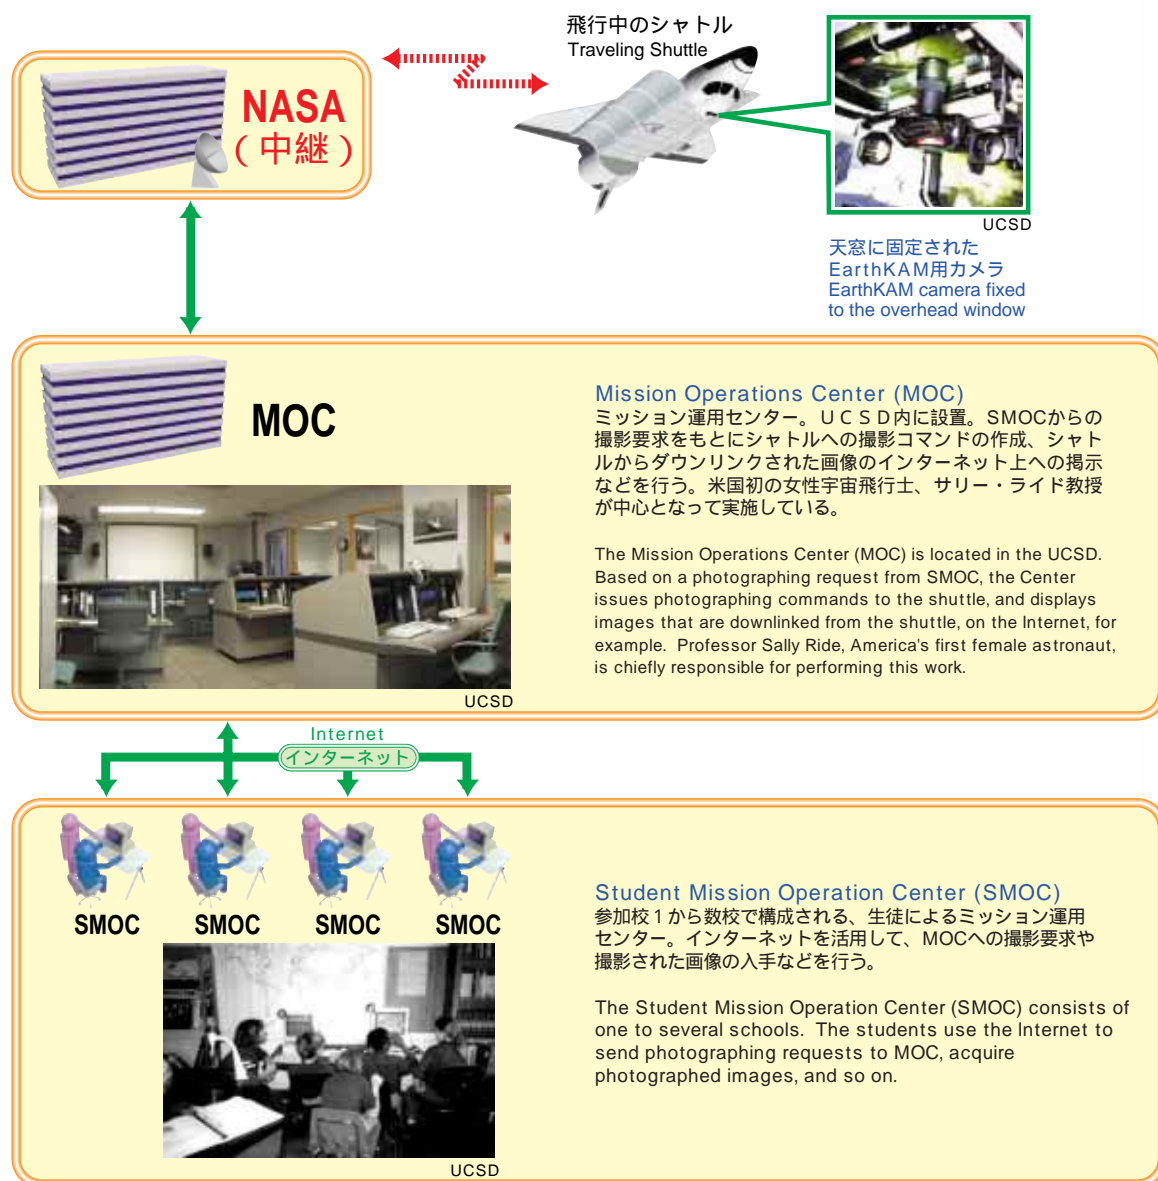 飛行中のシャトル
Traveling Shuttle
NASA
（中継）
UCSD
天窓に固定された
EarthKAM用カメラ
EarthKAM camera fixed
to the overhead window
MOC
Mission Operations Center (MOC)
ミッション運用センター。ＵＣＳＤ内に設置。SMOCからの
撮影要求をもとにシャトルへの撮影コマンドの作成、シャト
ルからダウンリンクされた画像のインターネット上への掲示
などを行う。米国初の女性宇宙飛行士、サリー・ライド教授
が中心となって実施している。
The Mission Operations Center (MOC) is located in the UCSD.
Based on a photographing request from SMOC, the Center
issues photographing commands to the shuttle, and displays
images that are downlinked from the shuttle, on the Internet, for
example. Professor Sally Ride, America's first female astronaut,
is chiefly responsible for performing this work.
UCSD
Internet
インターネット
SMOC SMOC SMOC SMOC
Student Mission Operation Center (SMOC)
参加校１から数校で構成される、生徒によるミッション運用
センター。インターネットを活用して、MOCへの撮影要求や
撮影された画像の入手などを行う。
The Student Mission Operation Center (SMOC) consists of
one to several schools. The students use the Internet to
send photographing requests to MOC, acquire
photographed images, and so on.
UCSD